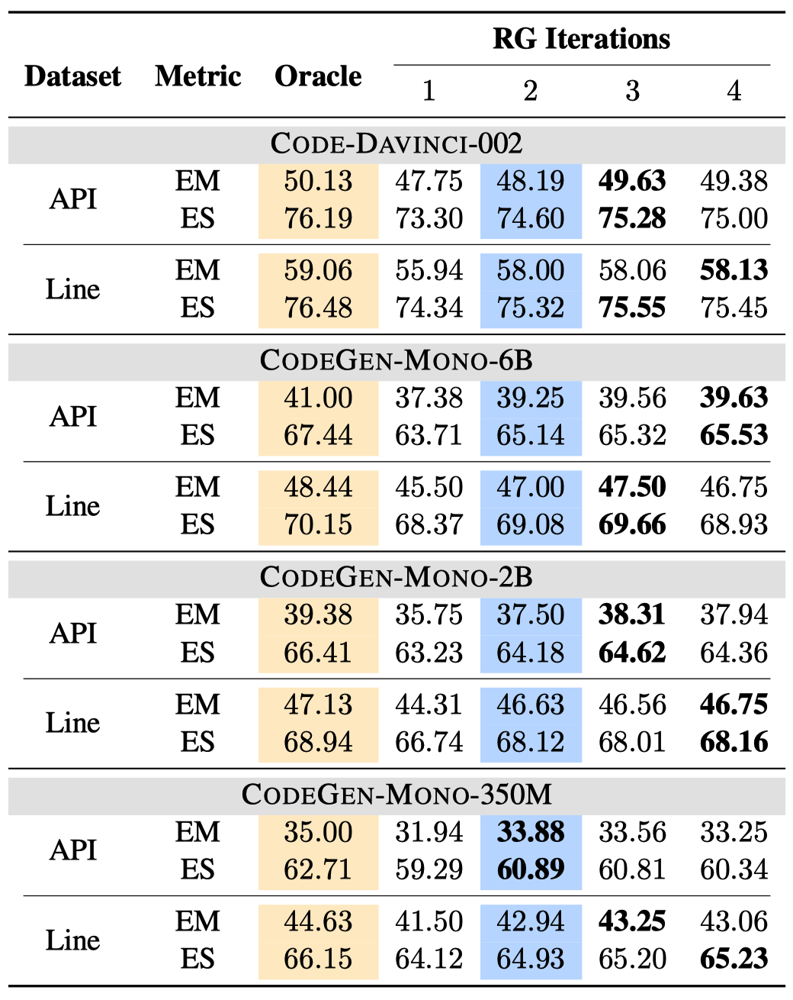 RG Iterations
Dataset Metric Oracle 1 2 3 4
CODE-DAVINCI-002
API EM 50.13 47.75 48.19 49.63 49.38
ES 76.19 73.30 74.60 75.28 75.00
Line EM 59.06 55.94 58.00 58.06 58.13
ES 76.48 74.34 75.32 75.55 75.45
CODEGEN-MONO-6B
API EM 41.00 37.38 39.25 39.56 39.63
ES 67.44 63.71 65.14 65.32 65.53
Line EM 48.44 45.50 47.00 47.50 46.75
ES 70.15 68.37 69.08 69.66 68.93
CODEGEN-MONO-2B
API EM 39.38 35.75 37.50 38.31 37.94
ES 66.41 63.23 64.18 64.62 64.36
Line EM 47.13 44.31 46.63 46.56 46.75
ES 68.94 66.74 68.12 68.01 68.16
CODEGEN-MONO-350M
API EM 35.00 31.94 33.88 33.56 33.25
ES 62.71 59.29 60.89 60.81 60.34
Line EM 44.63 41.50 42.94 43.25 43.06
ES 66.15 64.12 64.93 65.20 65.23